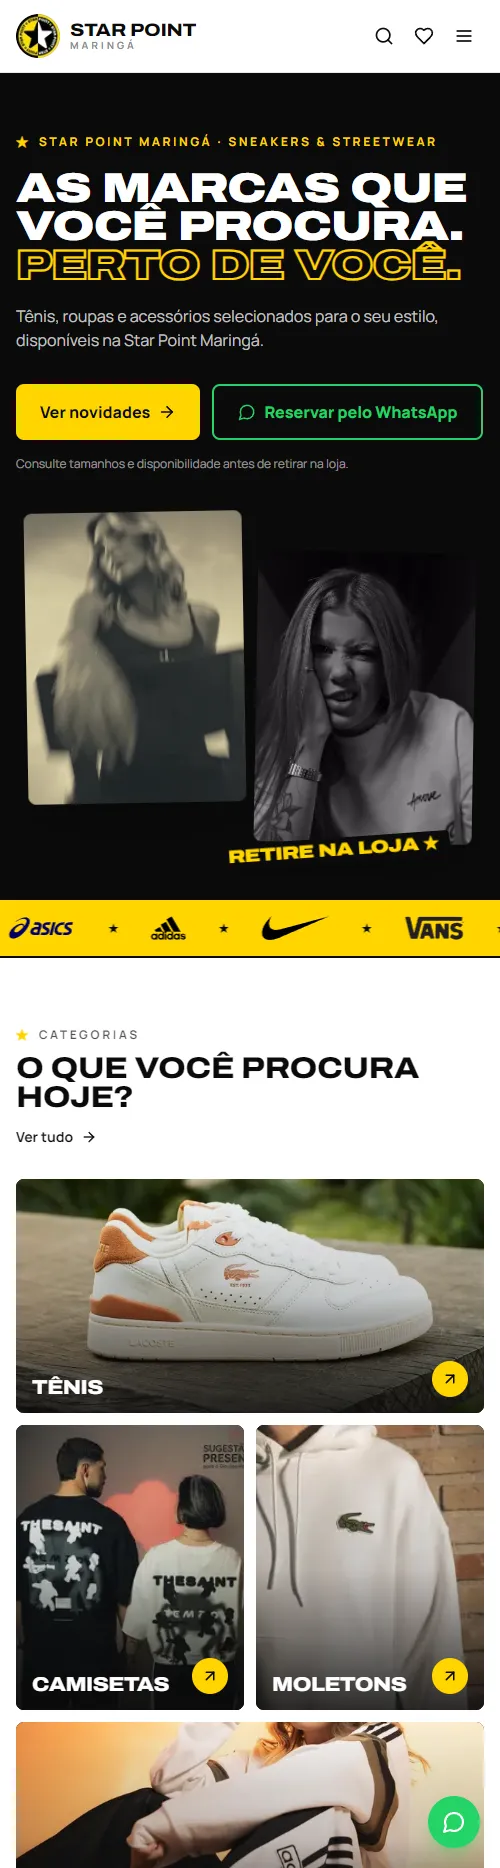 STAR POINT
MARINGÁ
STAR POINT MARINGÁ · SNEAKERS & STREETWEAR
AS MARCAS QUE
VOCÊ PROCURA.
PERTO DE VOCÊ.
Tênis, roupas e acessórios selecionados para o seu estilo,
disponíveis na Star Point Maringá.
Ver novidades
Reservar pelo WhatsApp
Consulte tamanhos e disponibilidade antes de retirar na loja.
RETIRE NA LOJA
asics
adidas
VANS
CATEGORIAS
O QUE VOCÊ PROCURA
HOJE?
Ver tudo
LACOSTE
TÊNIS
THESAINT
THESAINT
CAMISETAS
MOLETONS